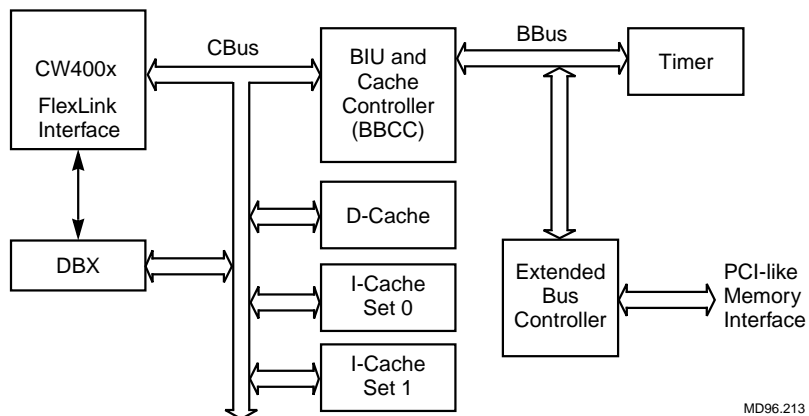 CW400x
FlexLink
Interface
CBus
BIU and
Cache
Controller
(BBCC)
BBus
Timer
D-Cache
DBX
I-Cache
Set 0
I-Cache
Set 1
Extended
Bus
Controller
PCI-like
Memory
Interface
MD96.213